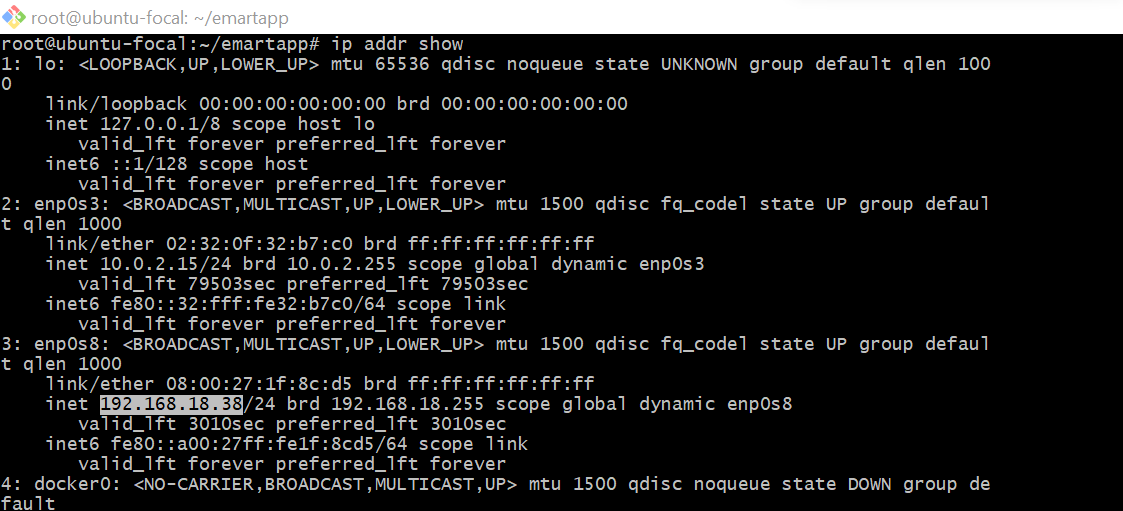 root@ubuntu-focal: ~/emartapp
root@ubuntu-focal:~/emartapp# ip addr show
1: lo: <LOOPBACK,UP,LOWER_UP> mtu 65536 qdisc noqueue state UNKNOWN group default qlen 100
0
    link/loopback 00:00:00:00:00:00 brd 00:00:00:00:00:00
    inet 127.0.0.1/8 scope host lo
       valid_lft forever preferred_lft forever
    inet6 ::1/128 scope host
       valid_lft forever preferred_lft forever
2: enp0s3: <BROADCAST,MULTICAST,UP,LOWER_UP> mtu 1500 qdisc fq_codel state UP group defaul
t qlen 1000
    link/ether 02:32:0f:32:b7:c0 brd ff:ff:ff:ff:ff:ff
    inet 10.0.2.15/24 brd 10.0.2.255 scope global dynamic enp0s3
       valid_lft 79503sec preferred_lft 79503sec
    inet6 fe80::32:fff:fe32:b7c0/64 scope link
       valid_lft forever preferred_lft forever
3: enp0s8: <BROADCAST,MULTICAST,UP,LOWER_UP> mtu 1500 qdisc fq_codel state UP group defaul
t qlen 1000
    link/ether 08:00:27:1f:8c:d5 brd ff:ff:ff:ff:ff:ff
    inet 192.168.18.38/24 brd 192.168.18.255 scope global dynamic enp0s8
       valid_lft 3010sec preferred_lft 3010sec
    inet6 fe80::a00:27ff:fe1f:8cd5/64 scope link
       valid_lft forever preferred_lft forever
4: docker0: <NO-CARRIER,BROADCAST,MULTICAST,UP> mtu 1500 qdisc noqueue state DOWN group de
fault